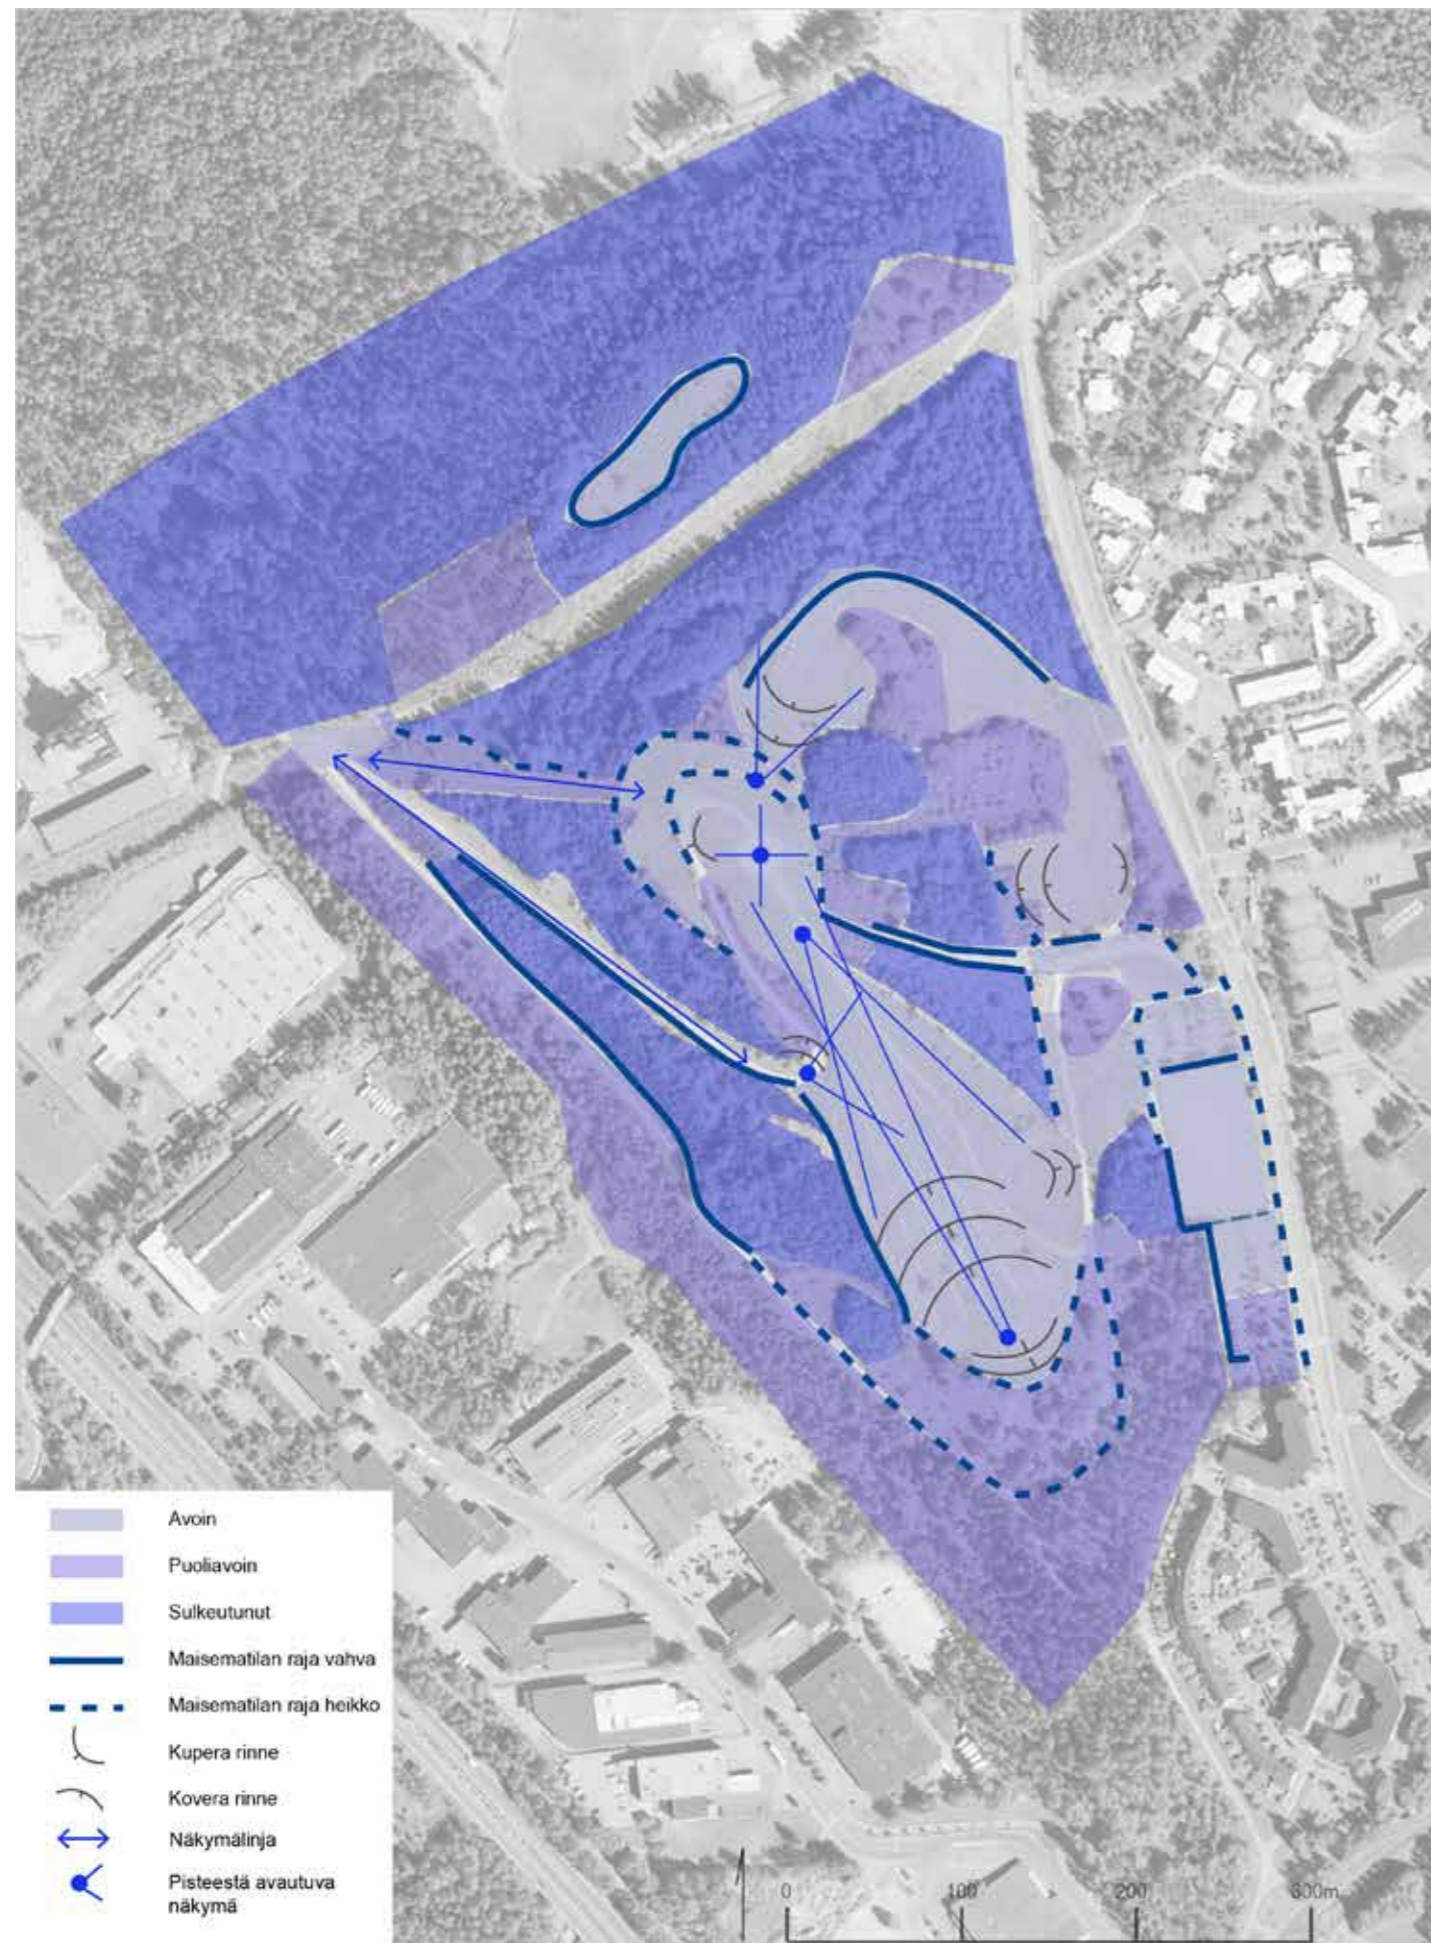 Avoin
Puoliavoin
Sulkeutunut
Maisematilan raja vahva
Maisematilan raja heikko
Kupera rinne
Kovera rinne
Näkymälinja
Pisteestä avautuva
näkymä
0 100 200 300m